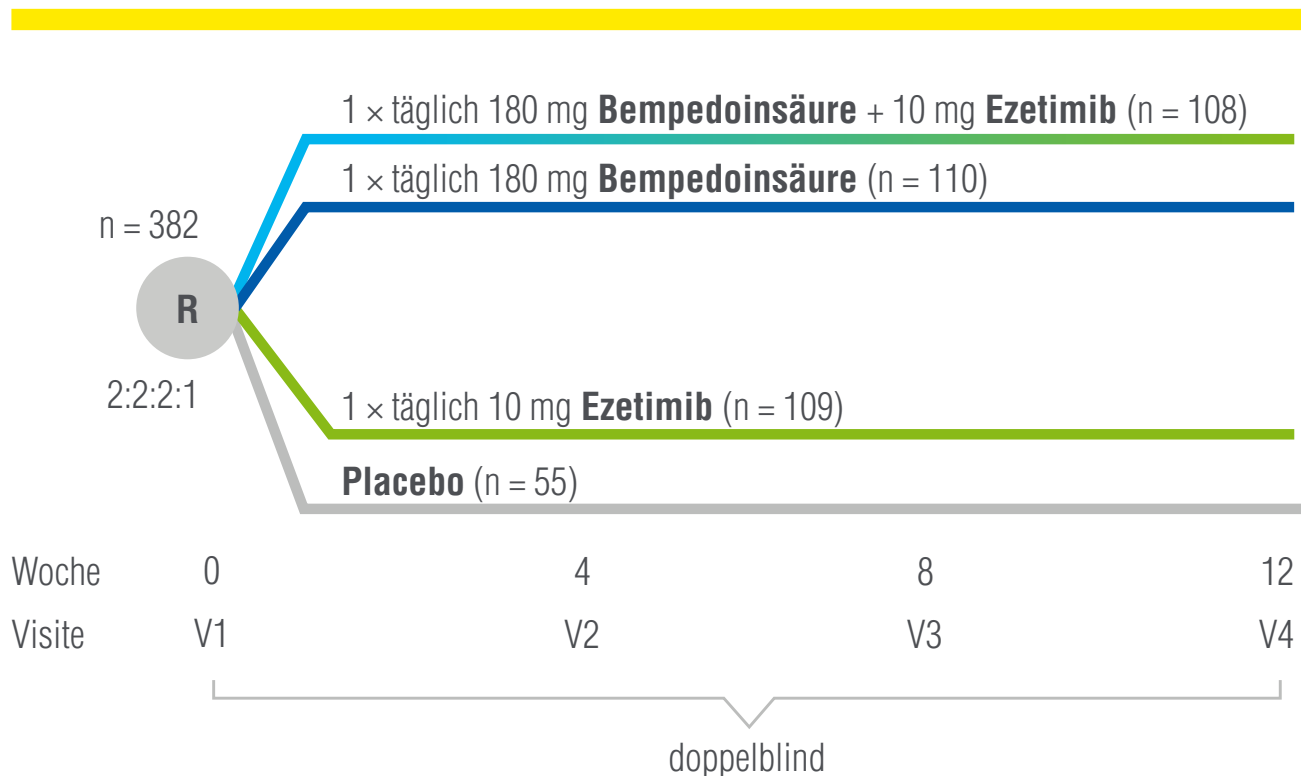 1 × täglich 180 mg Bempedoinsäure + 10 mg Ezetimib (n = 108)
1 × täglich 180 mg Bempedoinsäure (n = 110)
n = 382
R
2:2:2:1
1 × täglich 10 mg Ezetimib (n = 109)
Placebo (n = 55)
Woche 0 4 8 12
Visite V1 V2 V3 V4
doppelblind